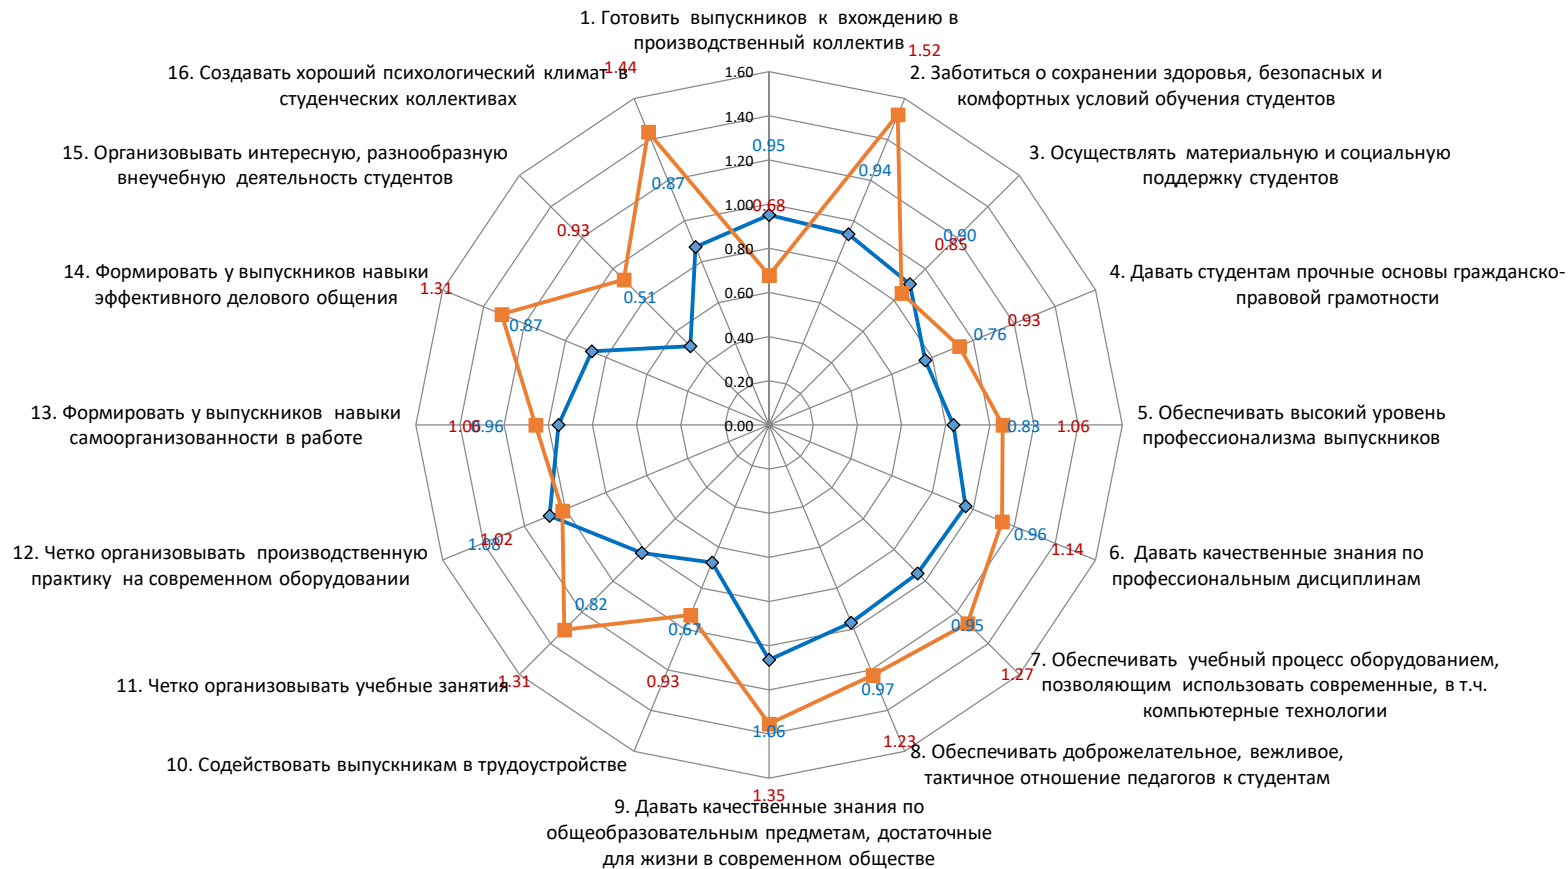 1. Готовить выпускников к вхождению в
производственный коллектив
1.52
2. Заботиться о сохранении здоровья, безопасных и
комфортных условий обучения студентов
3. Осуществлять материальную и социальную
поддержку студентов
4. Давать студентам прочные основы гражданско-
правовой грамотности
5. Обеспечивать высокий уровень
профессионализма выпускников
6. Давать качественные знания по
профессиональным дисциплинам
7. Обеспечивать учебный процесс оборудованием,
позволяющим использовать современные, в т.ч.
компьютерные технологии
8. Обеспечивать доброжелательное, вежливое,
тактичное отношение педагогов к студентам
9. Давать качественные знания по
общеобразовательным предметам, достаточные
для жизни в современном обществе
10. Содействовать выпускникам в трудоустройстве
11. Четко организовывать учебные занятия
12. Четко организовывать производственную
практику на современном оборудовании
13. Формировать у выпускников навыки
самоорганизованности в работе
14. Формировать у выпускников навыки
эффективного делового общения
15. Организовывать интересную, разнообразную
внеучебную деятельность студентов
16. Создавать хороший психологический климат в
студенческих коллективах
1.60
1.40
1.20
1.00
0.80
0.60
0.40
0.20
0.00
0.95
0.94
0.90
0.76
0.83
0.96
0.95
0.97
1.06
0.67
0.82
1.08
0.96
0.87
0.51
0.87
0.68
0.85
0.93
1.06
1.14
1.27
1.23
1.35
0.93
1.31
1.02
1.06
1.31
0.93
1.44